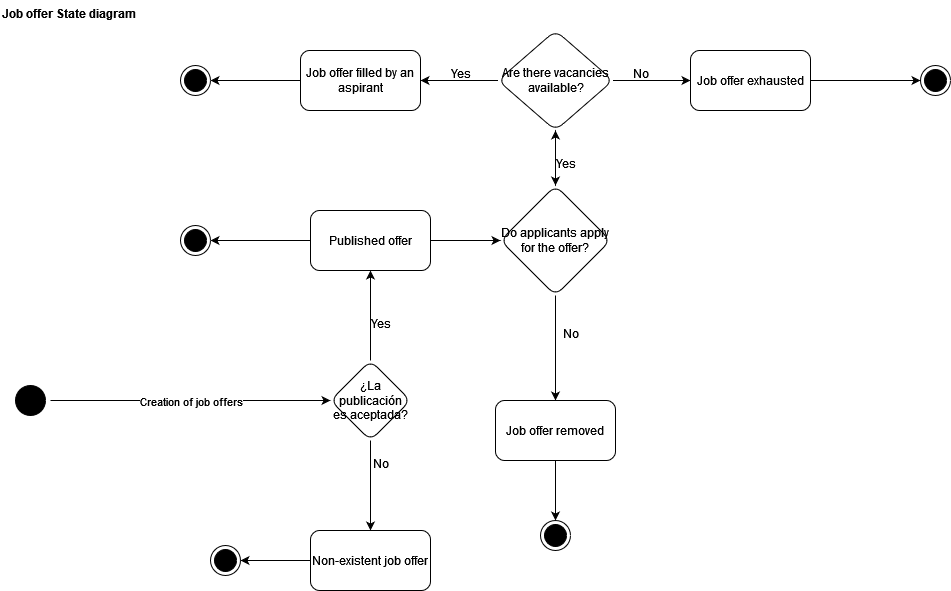 Job offer State diagram
Job offer filled by an
aspirant
Yes
Are there vacancies
available?
No
Job offer exhausted
Yes
Published offer
Do applicants apply
for the offer?
Yes
No
Creation of job offers
¿La
publicación
es aceptada?
Job offer removed
No
Non-existent job offer